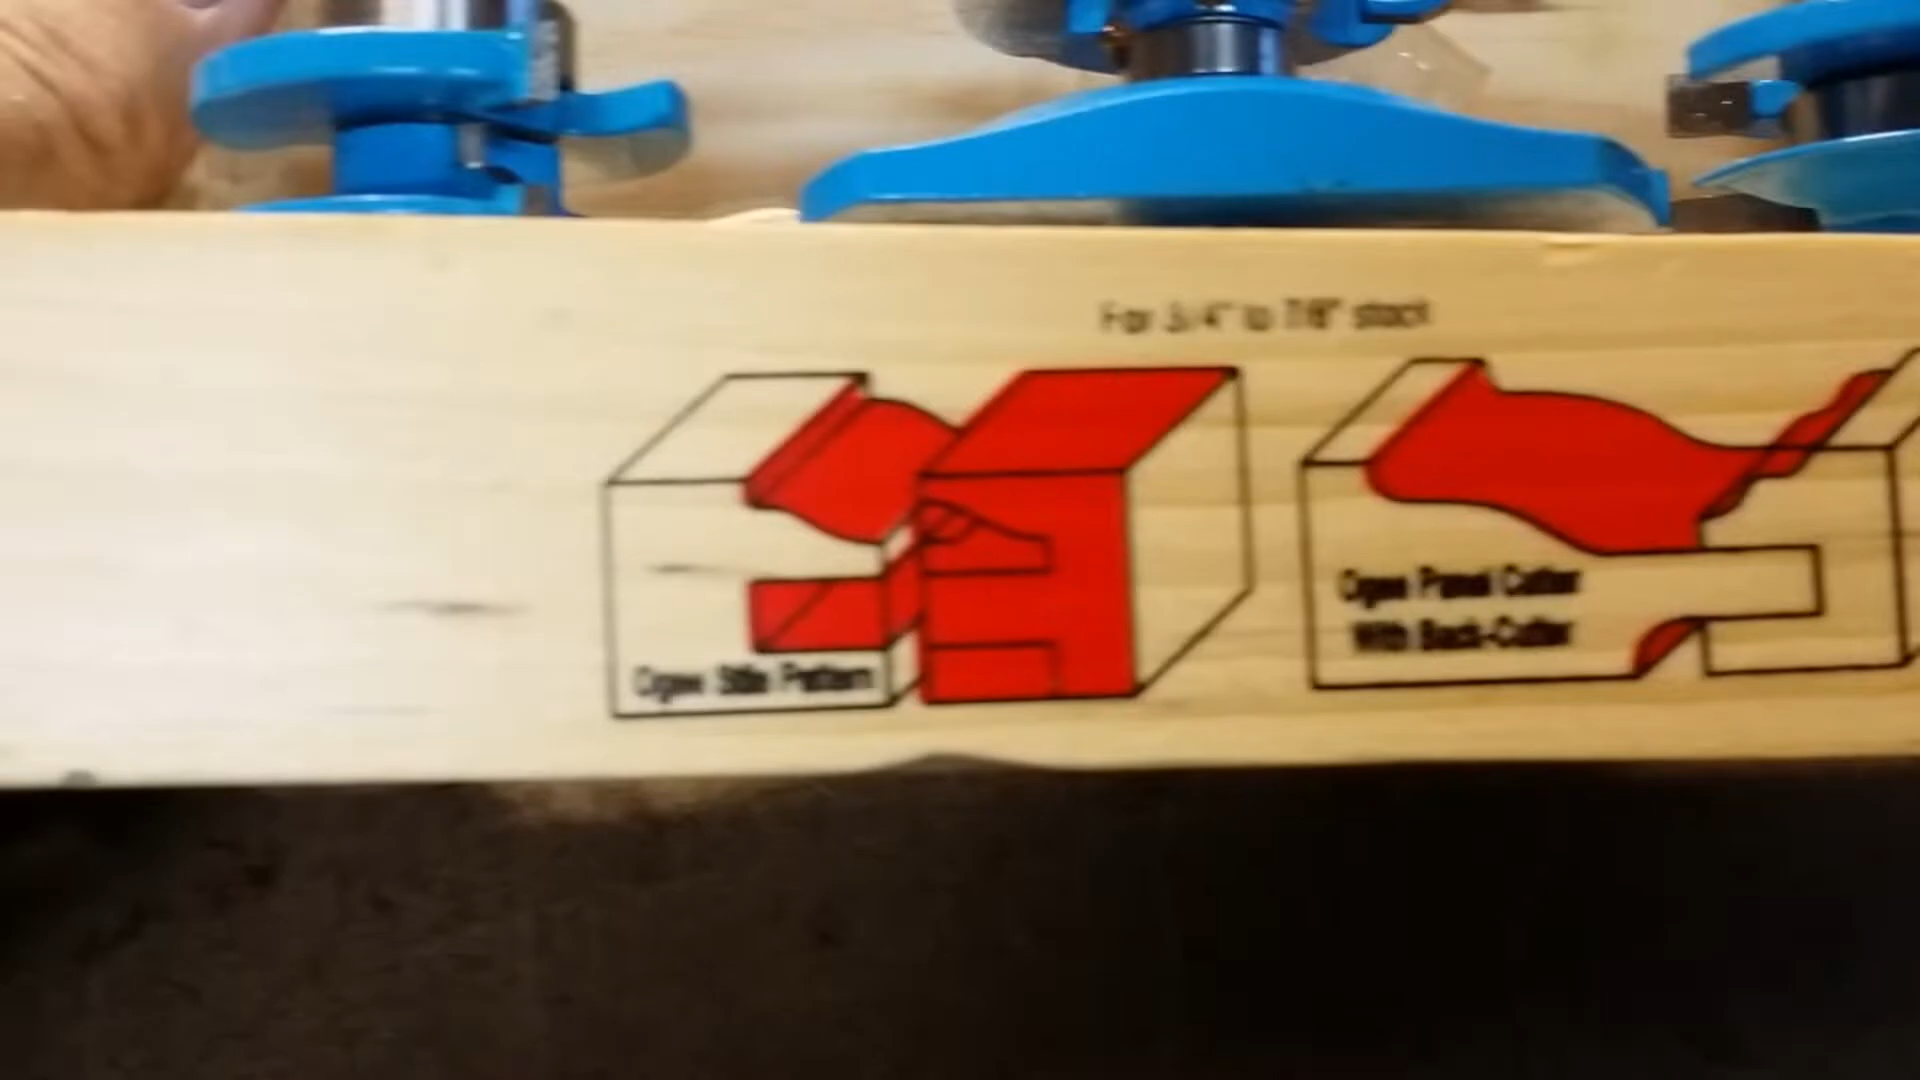 For 3/4" to 7/8" stock
Ogee Stile Pattern
Ogee Panel Cutter
With Back-Cutter